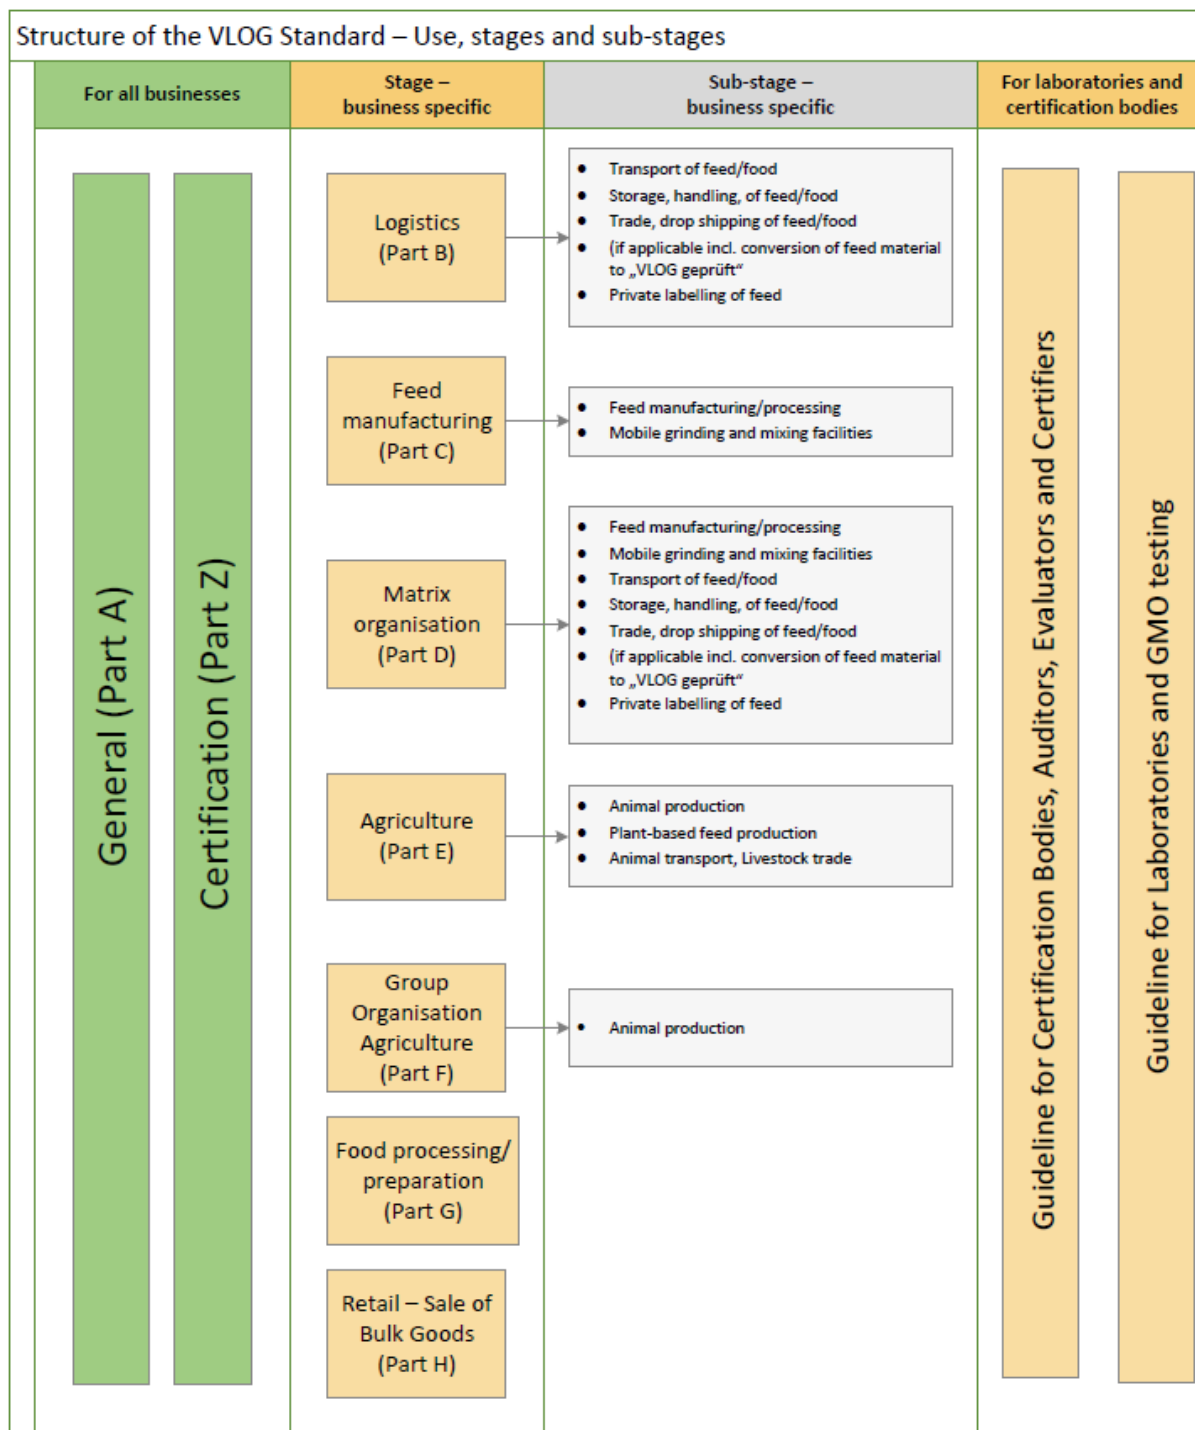 Structure of the VLOG Standard – Use, stages and sub-stages
For all businesses
Stage –
business specific
Sub-stage –
business specific
For laboratories and
certification bodies
General (Part A)
Certification (Part Z)
Logistics
(Part B)
● Transport of feed/food
● Storage, handling, of feed/food
● Trade, drop shipping of feed/food
● (if applicable incl. conversion of feed material
to „VLOG geprüft“
● Private labelling of feed
Feed
manufacturing
(Part C)
● Feed manufacturing/processing
● Mobile grinding and mixing facilities
Matrix
organisation
(Part D)
● Feed manufacturing/processing
● Mobile grinding and mixing facilities
● Transport of feed/food
● Storage, handling, of feed/food
● Trade, drop shipping of feed/food
● (if applicable incl. conversion of feed material
to „VLOG geprüft“
● Private labelling of feed
Agriculture
(Part E)
● Animal production
● Plant-based feed production
● Animal transport, Livestock trade
Group
Organisation
Agriculture
(Part F)
• Animal production
Food processing/
preparation
(Part G)
Retail – Sale of
Bulk Goods
(Part H)
Guideline for Certification Bodies, Auditors, Evaluators and Certifiers
Guideline for Laboratories and GMO testing